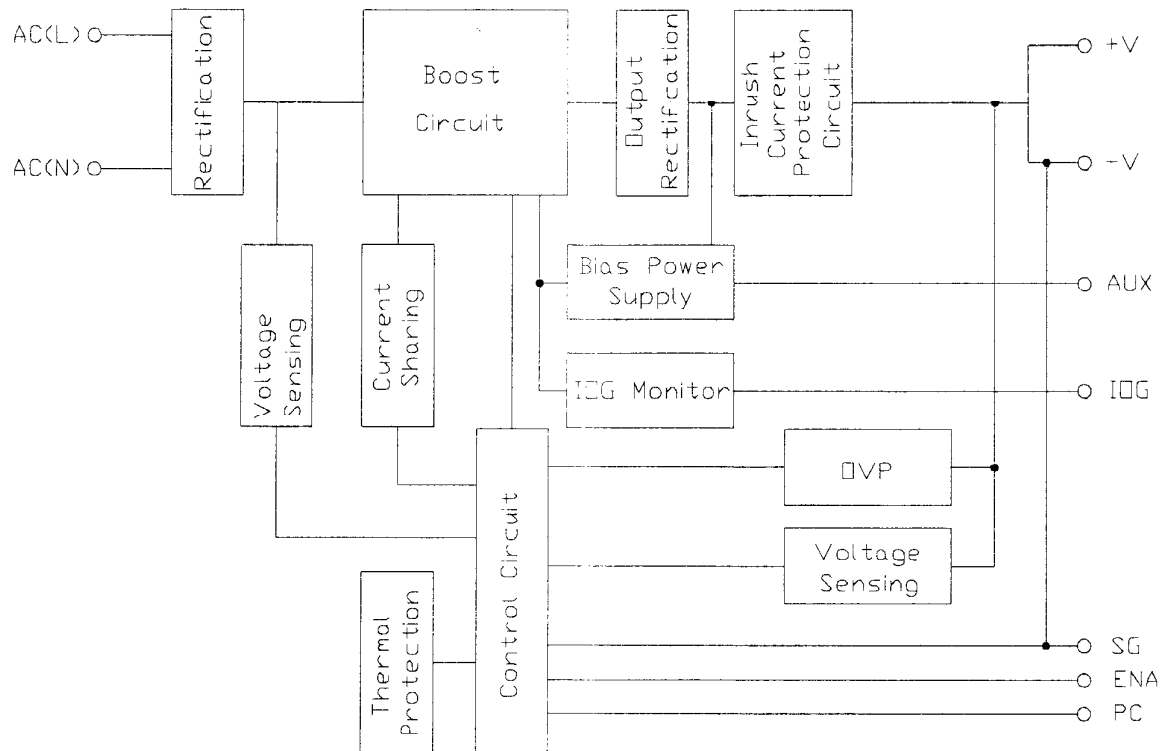 AC(L)
AC(N)
Rectification
Boost
Circuit
Output
Rectification
Inrush
Current
Protection
Circuit
+V
-V
Voltage
Sensing
Current
Sharing
Bias Power
Supply
AUX
IOG Monitor
IOG
Control Circuit
OVP
Voltage
Sensing
Thermal
Protection
SG
ENA
PC